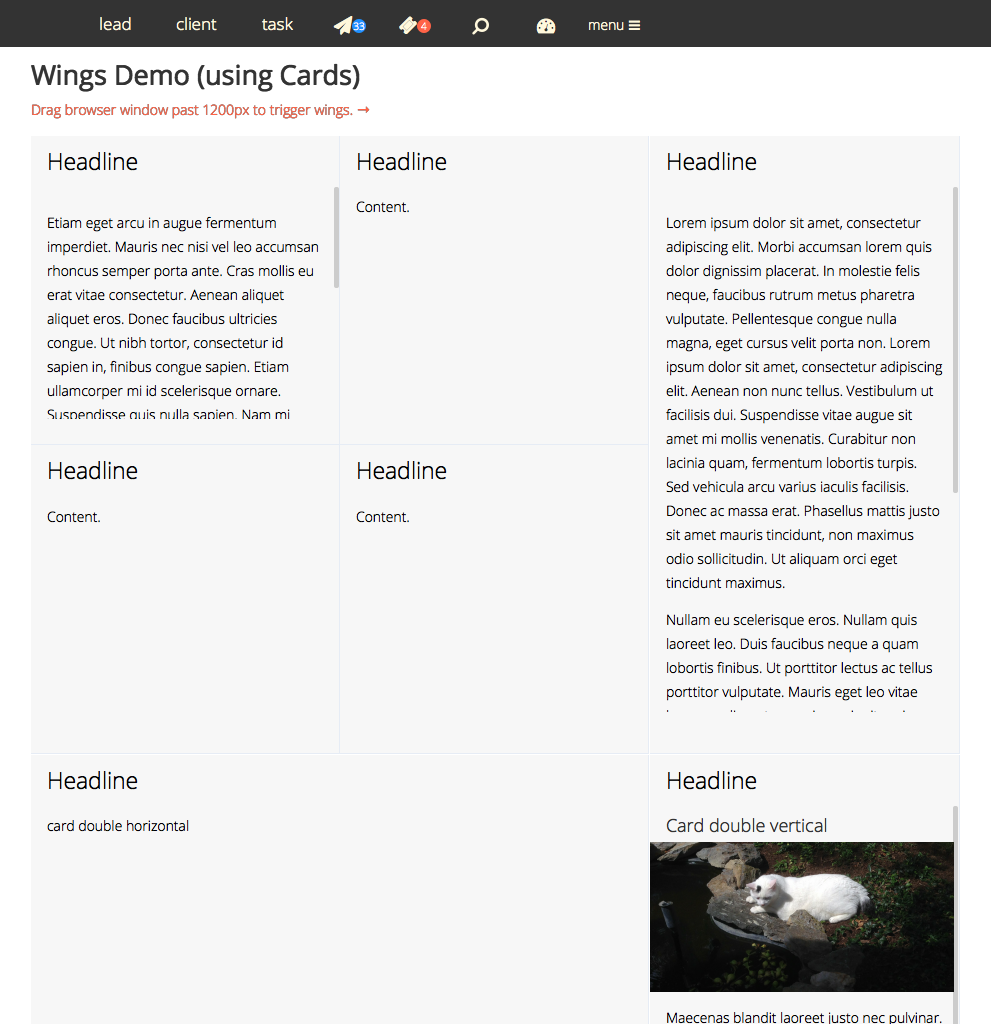 lead client task 33 4 menu
Wings Demo (using Cards)
Drag browser window past 1200px to trigger wings. →
Headline
Etiam eget arcu in augue fermentum
imperdiet. Mauris nec nisi vel leo accumsan
rhoncus semper porta ante. Cras mollis eu
erat vitae consectetur. Aenean aliquet
aliquet eros. Donec faucibus ultricies
congue. Ut nibh tortor, consectetur id
sapien in, finibus congue sapien. Etiam
ullamcorper mi id scelerisque ornare.
Suspendisse quis nulla sapien. Nam mi
Headline
Content.
Headline
Lorem ipsum dolor sit amet, consectetur
adipiscing elit. Morbi accumsan lorem quis
dolor dignissim placerat. In molestie felis
neque, faucibus rutrum metus pharetra
vulputate. Pellentesque congue nulla
magna, eget cursus velit porta non. Lorem
ipsum dolor sit amet, consectetur adipiscing
elit. Aenean non nunc tellus. Vestibulum ut
facilisis dui. Suspendisse vitae augue sit
amet mi mollis venenatis. Curabitur non
lacinia quam, fermentum lobortis turpis.
Sed vehicula arcu varius iaculis facilisis.
Donec ac massa erat. Phasellus mattis justo
sit amet mauris tincidunt, non maximus
odio sollicitudin. Ut aliquam orci eget
tincidunt maximus.
Nullam eu scelerisque eros. Nullam quis
laoreet leo. Duis faucibus neque a quam
lobortis finibus. Ut porttitor lectus ac tellus
porttitor vulputate. Mauris eget leo vitae
Headline
Content.
Headline
Content.
Headline
card double horizontal
Headline
Card double vertical
Maecenas blandit laoreet justo nec pulvinar.